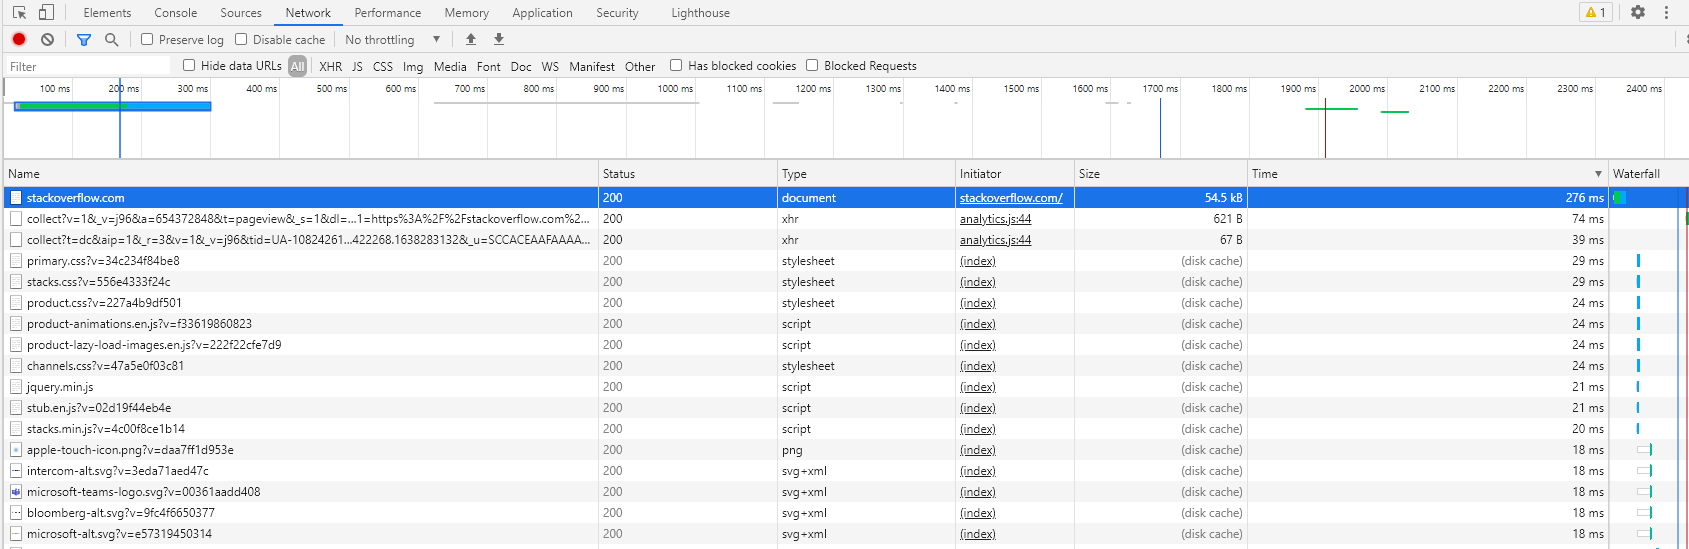 Elements Console Sources Network Performance Memory Application Security Lighthouse 1
Preserve log Disable cache No throttling
Filter Hide data URLs All XHR JS CSS Img Media Font Doc WS Manifest Other Has blocked cookies Blocked Requests
100 ms 200 ms 300 ms 400 ms 500 ms 600 ms 700 ms 800 ms 900 ms 1000 ms 1100 ms 1200 ms 1300 ms 1400 ms 1500 ms 1600 ms 1700 ms 1800 ms 1900 ms 2000 ms 2100 ms 2200 ms 2300 ms 2400 ms
Name Status Type Initiator Size Time Waterfall
stackoverflow.com 200 document stackoverflow.com/ 54.5 kB 276 ms
collect?v=1&_v=j96&a=654372848&t=pageview&_s=1&dl=...1=https%3A%2F%2Fstackoverflow.com%2... 200 xhr analytics.js:44 621 B 74 ms
collect?t=dc&aip=1&_r=3&v=1&_v=j96&tid=UA-10824261...422268.1638283132&_u=SCCACEAAFAAAA... 200 xhr analytics.js:44 67 B 39 ms
primary.css?v=34c234f84be8 200 stylesheet (index) (disk cache) 29 ms
stacks.css?v=556e4333f24c 200 stylesheet (index) (disk cache) 29 ms
product.css?v=227a4b9df501 200 stylesheet (index) (disk cache) 24 ms
product-animations.en.js?v=f33619860823 200 script (index) (disk cache) 24 ms
product-lazy-load-images.en.js?v=222f22cfe7d9 200 script (index) (disk cache) 24 ms
channels.css?v=47a5e0f03c81 200 stylesheet (index) (disk cache) 24 ms
jquery.min.js 200 script (index) (disk cache) 21 ms
stub.en.js?v=02d19f44eb4e 200 script (index) (disk cache) 21 ms
stacks.min.js?v=4c00f8ce1b14 200 script (index) (disk cache) 20 ms
apple-touch-icon.png?v=daa7ff1d953e 200 png (index) (disk cache) 18 ms
intercom-alt.svg?v=3eda71aed47c 200 svg+xml (index) (disk cache) 18 ms
microsoft-teams-logo.svg?v=00361aadd408 200 svg+xml (index) (disk cache) 18 ms
bloomberg-alt.svg?v=9fc4f6650377 200 svg+xml (index) (disk cache) 18 ms
microsoft-alt.svg?v=e57319450314 200 svg+xml (index) (disk cache) 18 ms